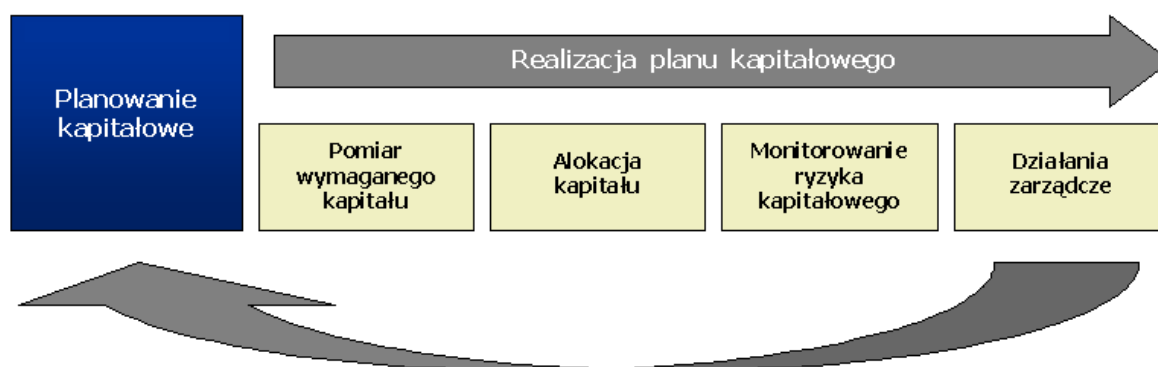 Planowanie
kapitałowe
Realizacja planu kapitałowego
Pomiar
wymaganego
kapitału
Alokacja
kapitału
Monitorowanie
ryzyka
kapitałowego
Działania
zarządcze